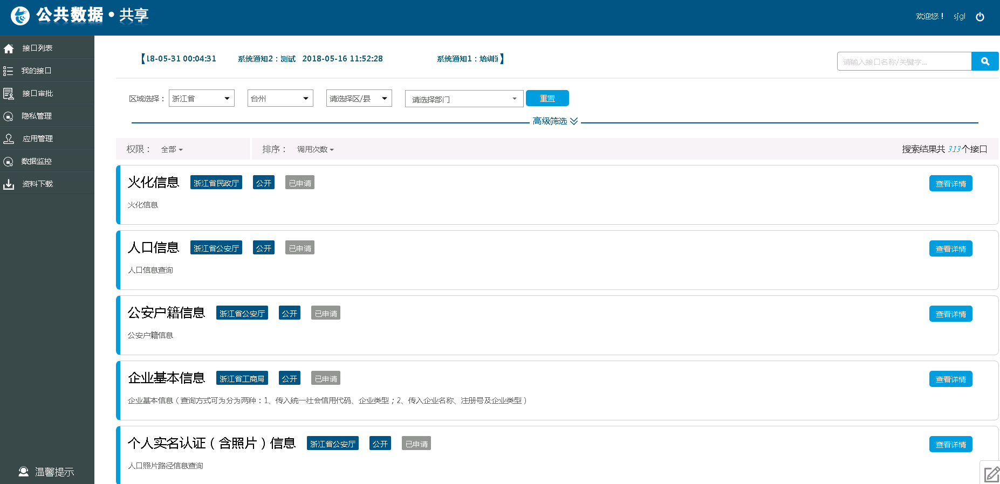 公共数据·共享
欢迎您！ sjgl
接口列表
我的接口
接口审批
隐私管理
应用管理
数据监控
资料下载
温馨提示
【18-05-31 00:04:31 系统通知2：测试 2018-05-16 11:52:28 系统通知1：培训】
请输入接口名称/关键字...
区域选择： 浙江省 台州 请选择区/县 请选择部门 重置
高级筛选
权限： 全部 排序： 调用次数 搜索结果共 313个接口
火化信息 浙江省民政厅 公开 已申请 查看详情
火化信息
人口信息 浙江省公安厅 公开 已申请 查看详情
人口信息查询
公安户籍信息 浙江省公安厅 公开 已申请 查看详情
公安户籍信息
企业基本信息 浙江省工商局 公开 已申请 查看详情
企业基本信息（查询方式可为分为两种：1、传入统一社会信用代码、企业类型；2、传入企业名称、注册号及企业类型）
个人实名认证（含照片）信息 浙江省公安厅 公开 已申请 查看详情
人口照片路径信息查询